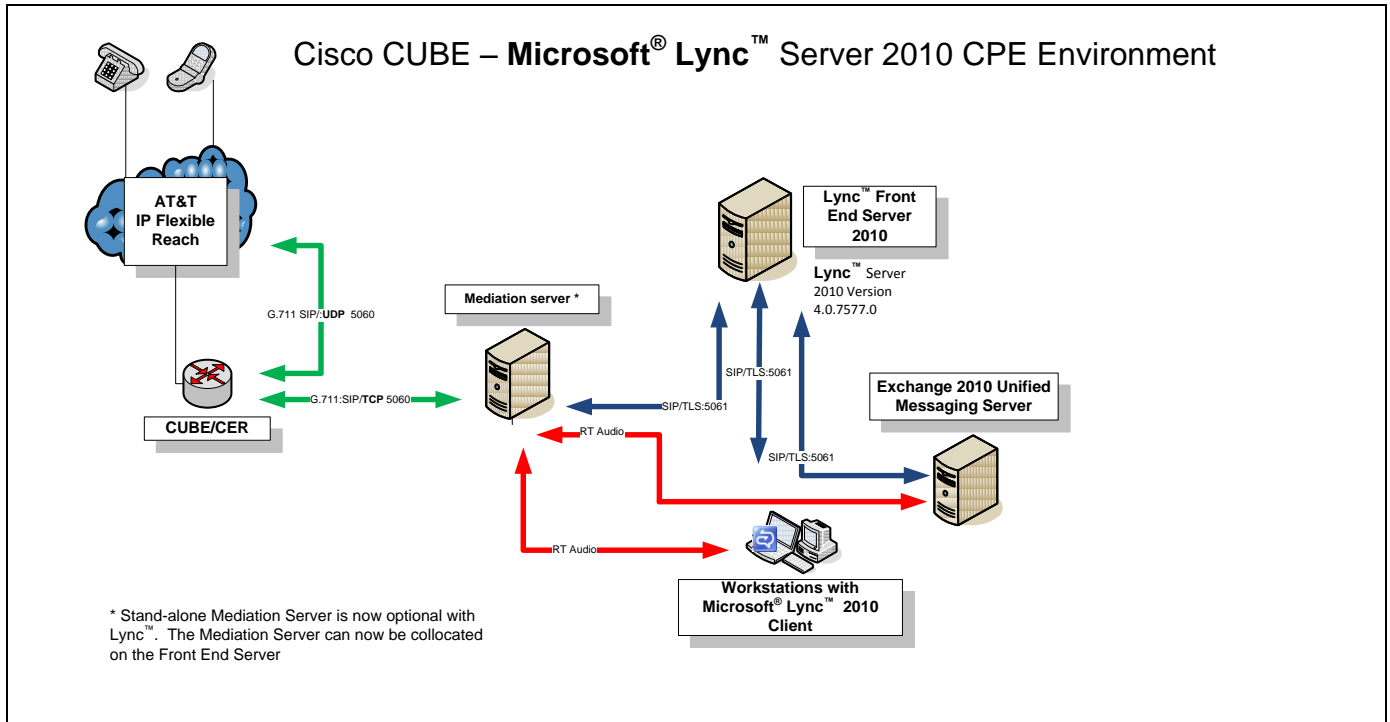 Cisco CUBE – Microsoft® Lync™ Server 2010 CPE Environment
AT&T
IP Flexible
Reach
G.711 SIP/:UDP 5060
CUBE/CER
G.711:SIP/TCP 5060
Mediation server *
Lync™ Front
End Server
2010
Lync™ Server
2010 Version
4.0.7577.0
SIP/TLS:5061
SIP/TLS:5061
SIP/TLS:5061
RT Audio
Exchange 2010 Unified
Messaging Server
RT Audio
Workstations with
Microsoft® Lync™ 2010
Client
* Stand-alone Mediation Server is now optional with
Lync™. The Mediation Server can now be collocated
on the Front End Server